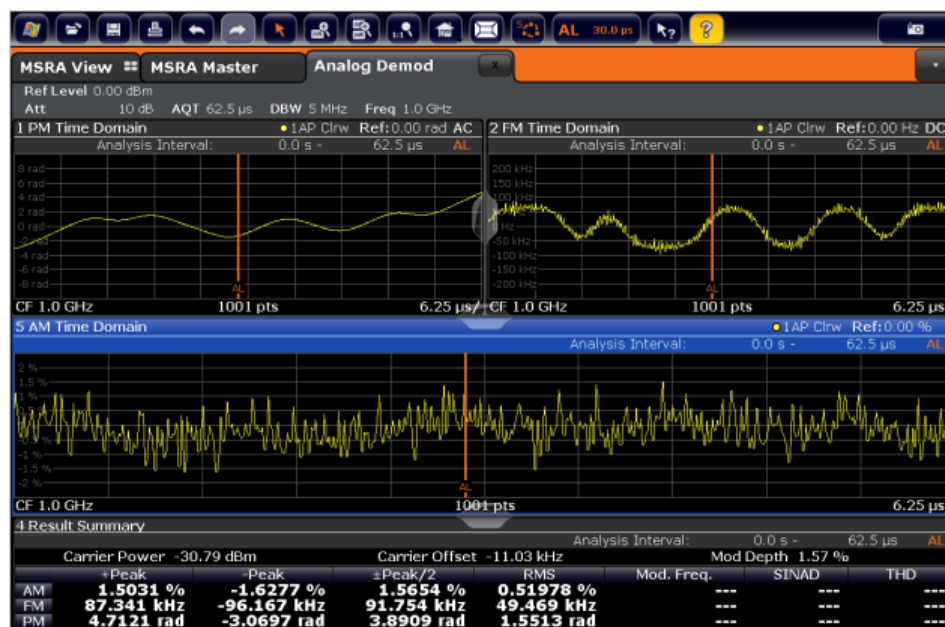 AL 30.0 µs
MSRA View MSRA Master Analog Demod
Ref Level 0.00 dBm
Att 10 dB AQT 62.5 µs DBW 5 MHz Freq 1.0 GHz
1 PM Time Domain 1AP Clrw Ref:0.00 rad AC
Analysis Interval: 0.0 s - 62.5 µs AL
8 rad
6 rad
4 rad
2 rad
0 rad
-2 rad
-4 rad
-6 rad
-8 rad
AL
CF 1.0 GHz 1001 pts 6.25 µs/
2 FM Time Domain 1AP Clrw Ref:0.00 Hz DC
Analysis Interval: 0.0 s - 62.5 µs AL
200 kHz
150 kHz
100 kHz
0 Hz
-50 kHz
-100 kHz
-150 kHz
-200 kHz
AL
CF 1.0 GHz 1001 pts 6.25 µs
5 AM Time Domain 1AP Clrw Ref:0.00 %
Analysis Interval: 0.0 s - 62.5 µs AL
2 %
1.5 %
-1 %
-1.5 %
-2 %
AL
CF 1.0 GHz 1001 pts 6.25 µs
4 Result Summary
Analysis Interval: 0.0 s - 62.5 µs AL
Carrier Power -30.79 dBm Carrier Offset -11.03 kHz Mod Depth 1.57 %
+Peak -Peak ±Peak/2 RMS Mod. Freq. SINAD THD
AM 1.5031 % -1.6277 % 1.5654 % 0.51978 % --- --- ---
FM 87.341 kHz -96.167 kHz 91.754 kHz 49.469 kHz --- --- ---
PM 4.7121 rad -3.0697 rad 3.8909 rad 1.5513 rad --- --- ---